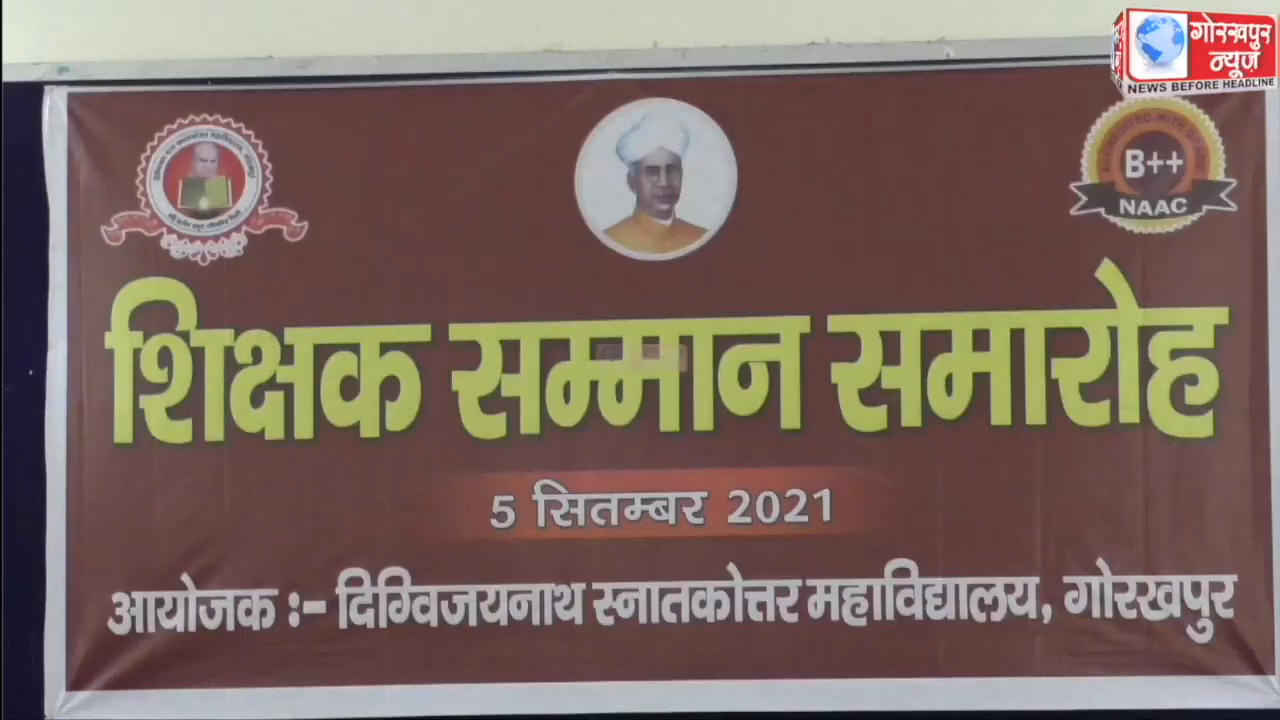 गोरखपुर
न्यूज़
NEWS BEFORE HEADLINE
B++
NAAC
शिक्षक सम्मान समारोह
5 सितम्बर 2021
आयोजक :- दिग्विजयनाथ स्नातकोत्तर महाविद्यालय, गोरखपुर